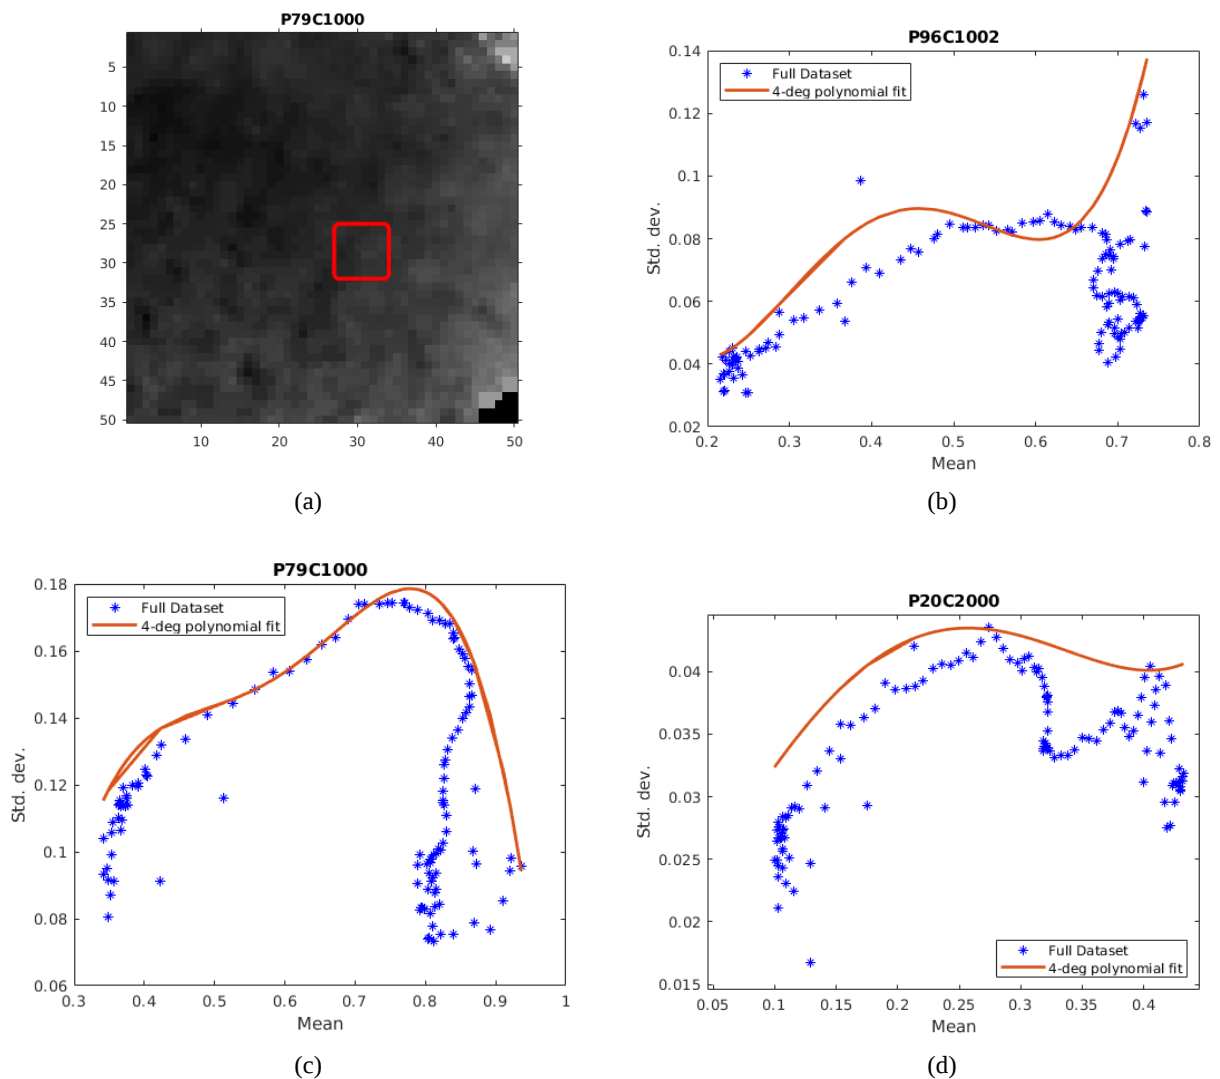 P79C1000
5
10
15
20
25
30
35
40
45
50
10 20 30 40 50
(a)
P96C1002
0.14
0.12
0.1
0.08
0.06
0.04
0.02
Std. dev.
Full Dataset
4-deg polynomial fit
0.2 0.3 0.4 0.5 0.6 0.7 0.8
Mean
(b)
P79C1000
0.18
0.16
0.14
0.12
0.1
0.08
0.06
Std. dev.
Full Dataset
4-deg polynomial fit
0.3 0.4 0.5 0.6 0.7 0.8 0.9 1
Mean
(c)
P20C2000
0.04
0.035
0.03
0.025
0.02
0.015
Std. dev.
Full Dataset
4-deg polynomial fit
0.05 0.1 0.15 0.2 0.25 0.3 0.35 0.4
Mean
(d)